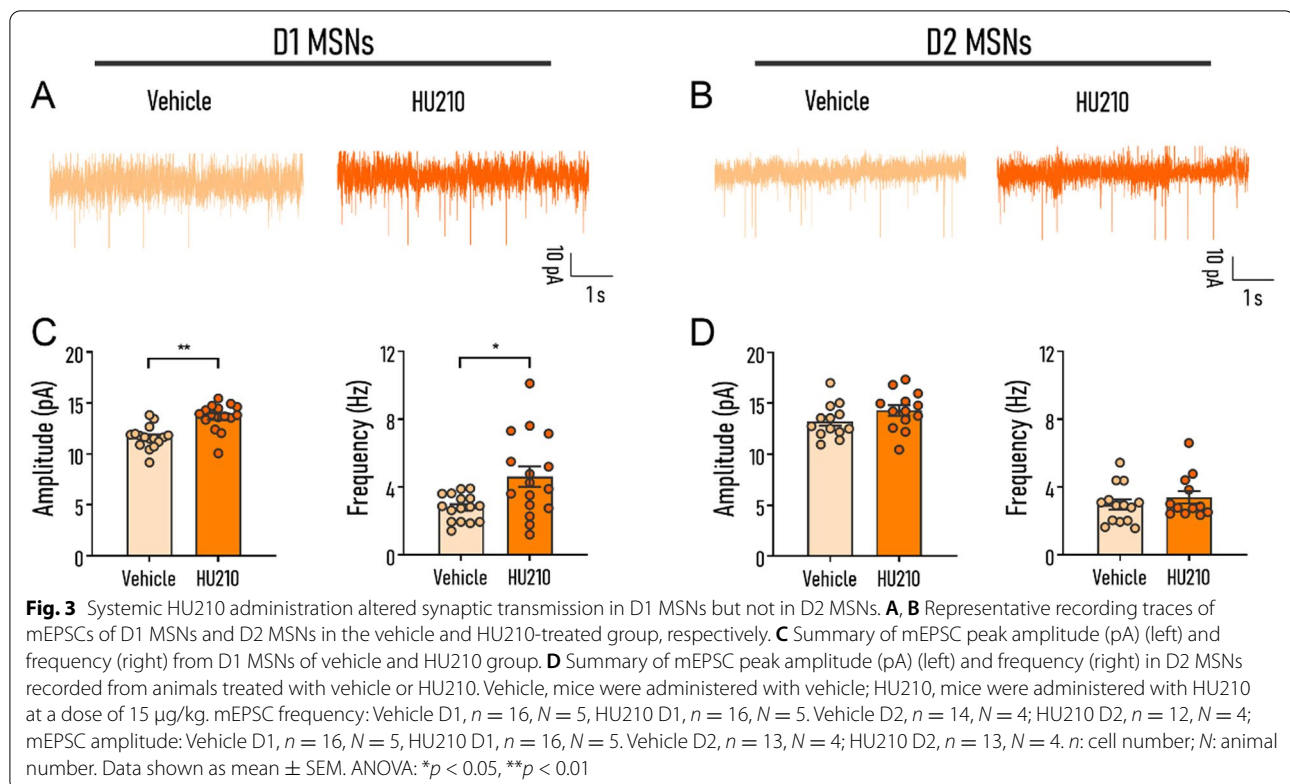 D1 MSNs
D2 MSNs
A
Vehicle
HU210
B
Vehicle
HU210
10 pA
1 s
10 pA
1 s
C
20
15
10
5
0
Amplitude (pA)
**
Vehicle
HU210
12
8
4
0
Frequency (Hz)
*
Vehicle
HU210
D
20
15
10
5
0
Amplitude (pA)
Vehicle
HU210
12
8
4
0
Frequency (Hz)
Vehicle
HU210
Fig. 3 Systemic HU210 administration altered synaptic transmission in D1 MSNs but not in D2 MSNs. A, B Representative recording traces of
mEPSCs of D1 MSNs and D2 MSNs in the vehicle and HU210-treated group, respectively. C Summary of mEPSC peak amplitude (pA) (left) and
frequency (right) from D1 MSNs of vehicle and HU210 group. D Summary of mEPSC peak amplitude (pA) (left) and frequency (right) in D2 MSNs
recorded from animals treated with vehicle or HU210. Vehicle, mice were administered with vehicle; HU210, mice were administered with HU210
at a dose of 15 μg/kg. mEPSC frequency: Vehicle D1, n = 16, N = 5, HU210 D1, n = 16, N = 5. Vehicle D2, n = 14, N = 4; HU210 D2, n = 12, N = 4;
mEPSC amplitude: Vehicle D1, n = 16, N = 5, HU210 D1, n = 16, N = 5. Vehicle D2, n = 13, N = 4; HU210 D2, n = 13, N = 4. n: cell number; N: animal
number. Data shown as mean ± SEM. ANOVA: *p < 0.05, **p < 0.01